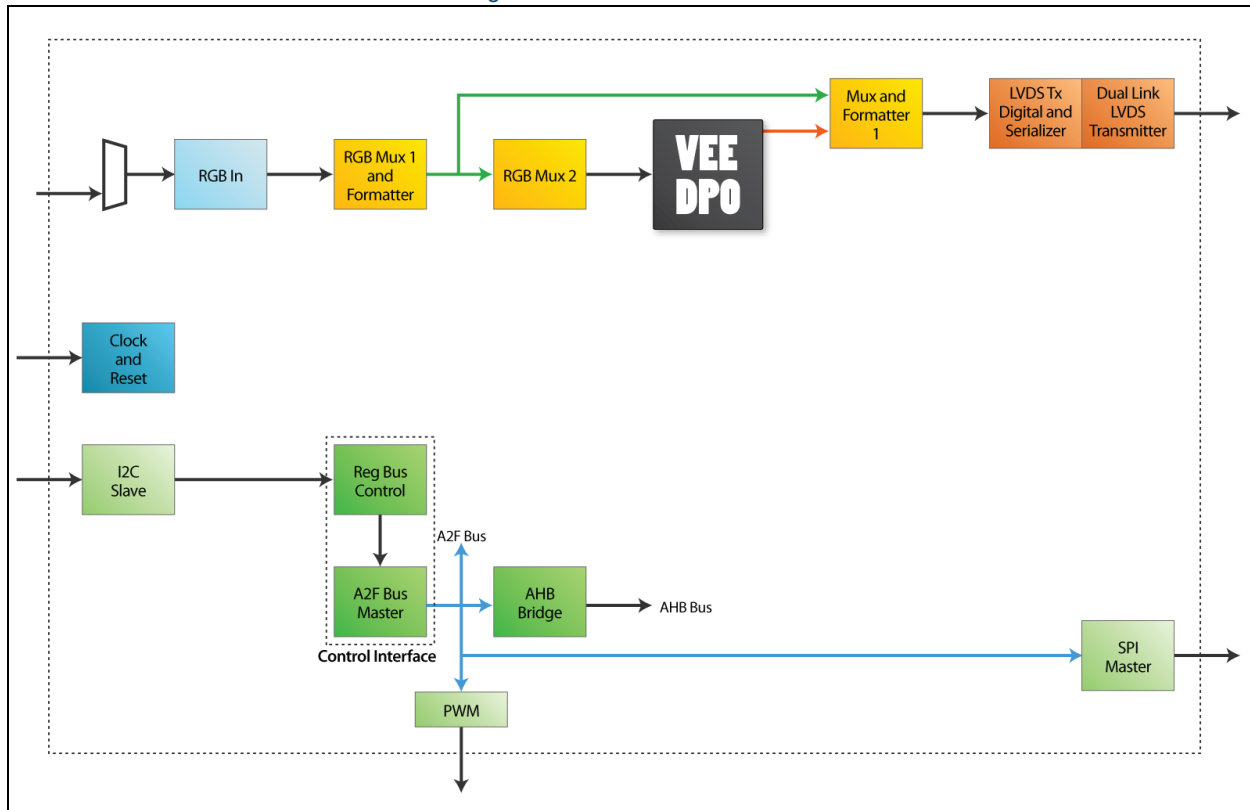 LVDS Tx
Digital and
Serializer
Dual Link
LVDS
Transmitter
Mux and
Formatter
1
RGB In
RGB Mux 1
and
Formatter
RGB Mux 2
VEE
DPO
Clock
and
Reset
I2C
Slave
Reg Bus
Control
A2F Bus
A2F Bus
Master
AHB
Bridge
AHB Bus
Control Interface
SPI
Master
PWM